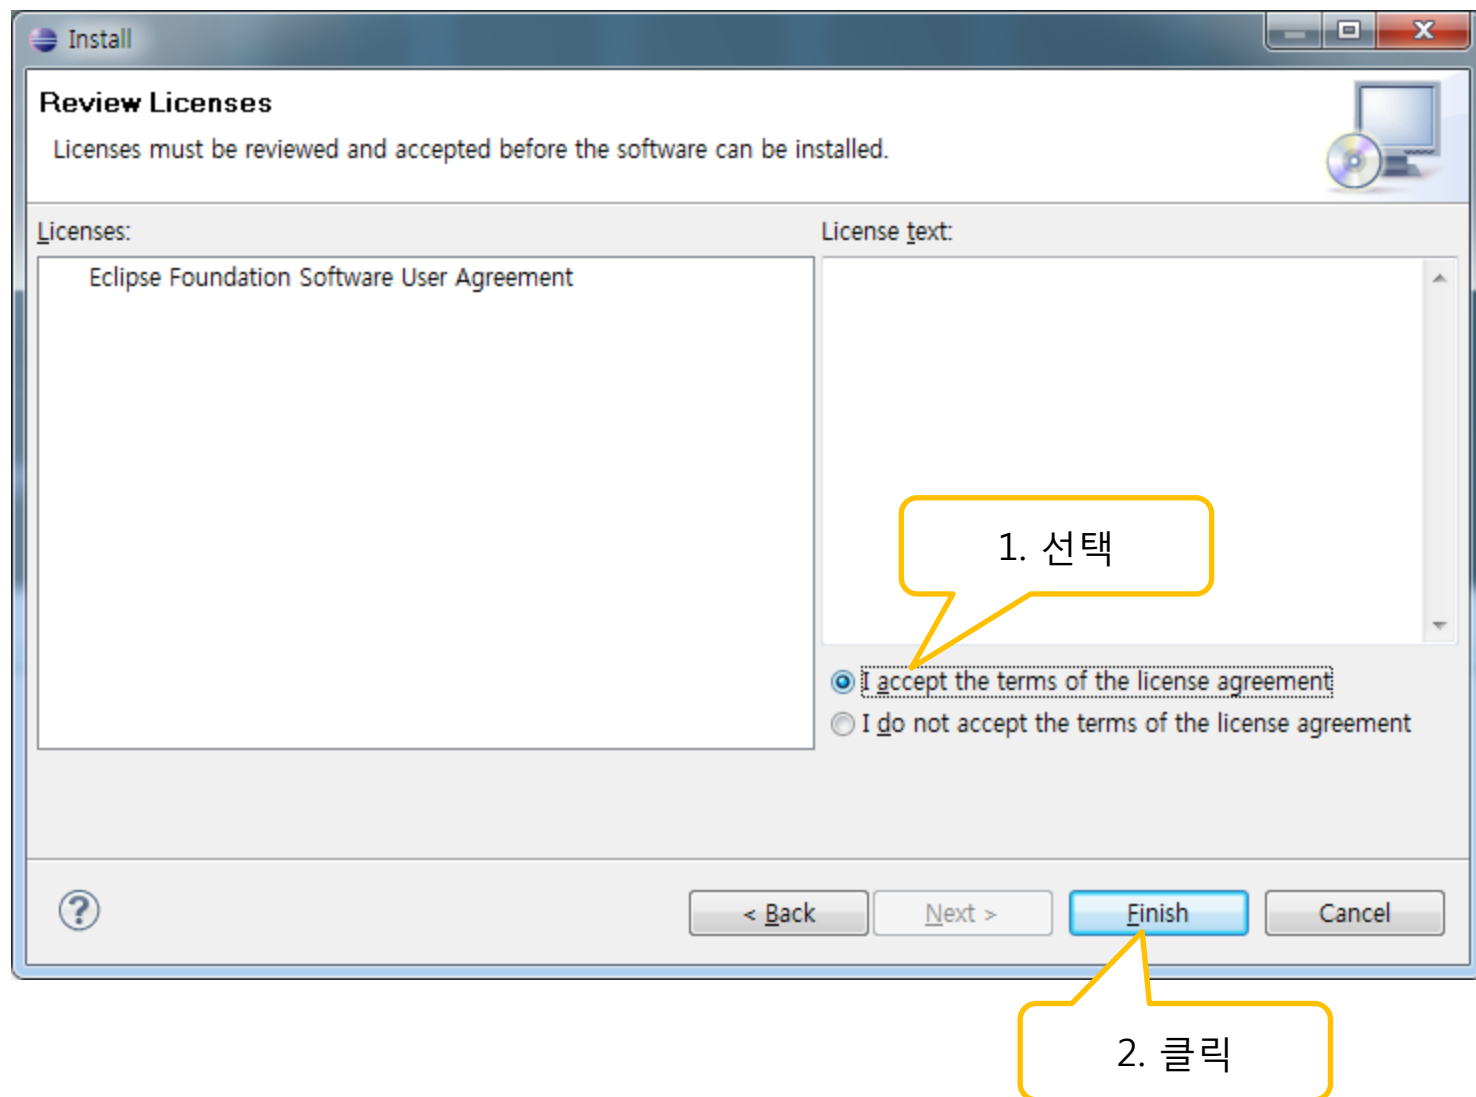 Install
Review Licenses
Licenses must be reviewed and accepted before the software can be installed.
Licenses:
License text:
Eclipse Foundation Software User Agreement
1. 선택
I accept the terms of the license agreement
I do not accept the terms of the license agreement
?
< Back
Next >
Finish
Cancel
2. 클릭